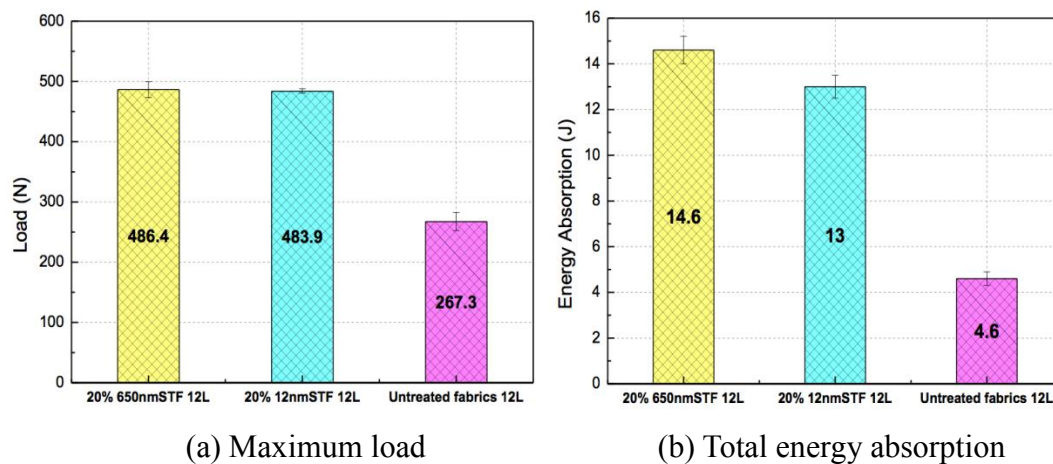 600
500
400
300
200
100
0
Load (N)
486.4
483.9
267.3
20% 650nmSTF 12L
20% 12nmSTF 12L
Untreated fabrics 12L
(a) Maximum load
16
14
12
10
8
6
4
2
0
Energy Absorption (J)
14.6
13
4.6
20% 650nmSTF 12L
20% 12nmSTF 12L
Untreated fabrics 12L
(b) Total energy absorption